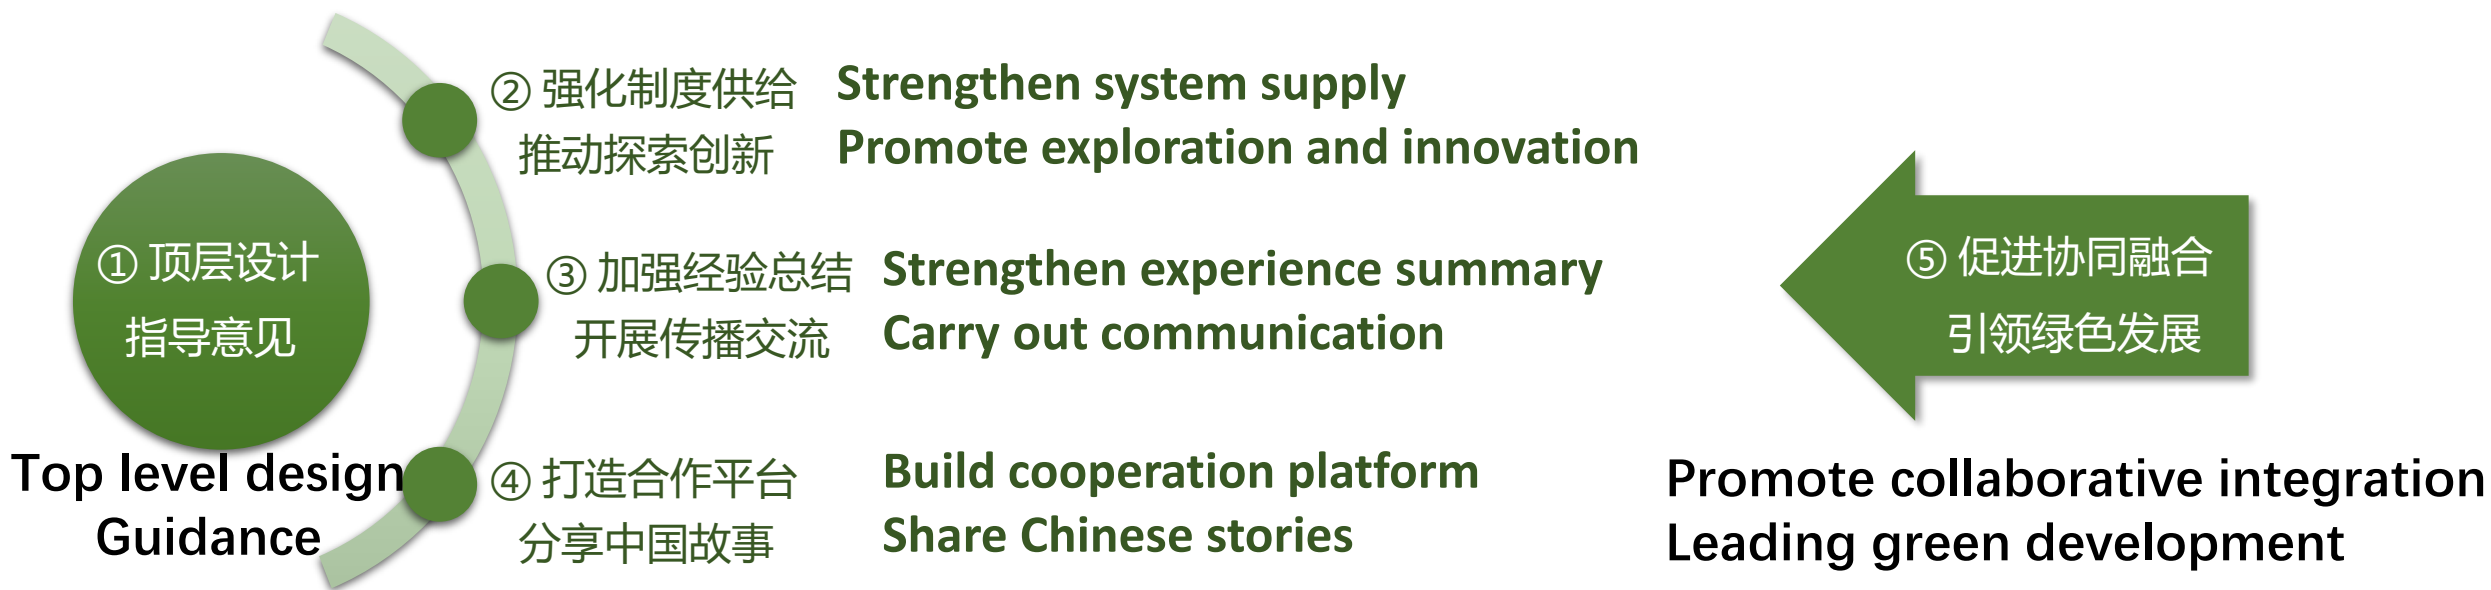 ① 顶层设计
指导意见
Top level design
Guidance
② 强化制度供给
推动探索创新
Strengthen system supply
Promote exploration and innovation
③ 加强经验总结
开展传播交流
Strengthen experience summary
Carry out communication
④ 打造合作平台
分享中国故事
Build cooperation platform
Share Chinese stories
⑤ 促进协同融合
引领绿色发展
Promote collaborative integration
Leading green development